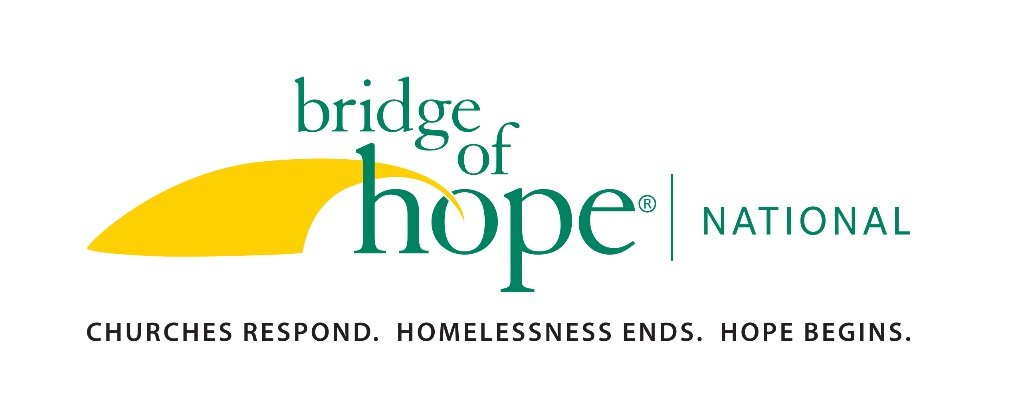 bridge
of
hope® | NATIONAL
CHURCHES RESPOND. HOMELESSNESS ENDS. HOPE BEGINS.